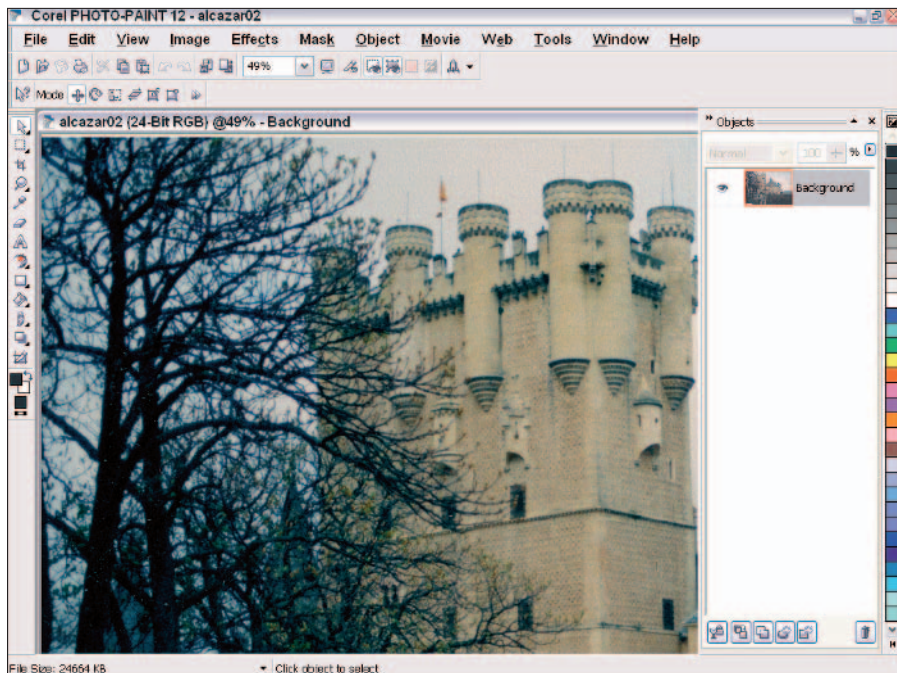 Corel PHOTO-PAINT 12 - alcazar02
File Edit View Image Effects Mask Object Movie Web Tools Window Help
49%
Mode
alcazar02 (24-Bit RGB) @49% - Background
Objects
Normal 100 %
Background
File Size: 24664 KB Click object to select